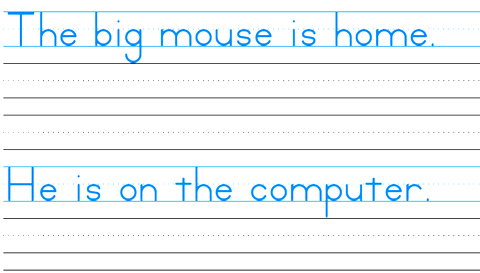 The big mouse is home.
He is on the computer.